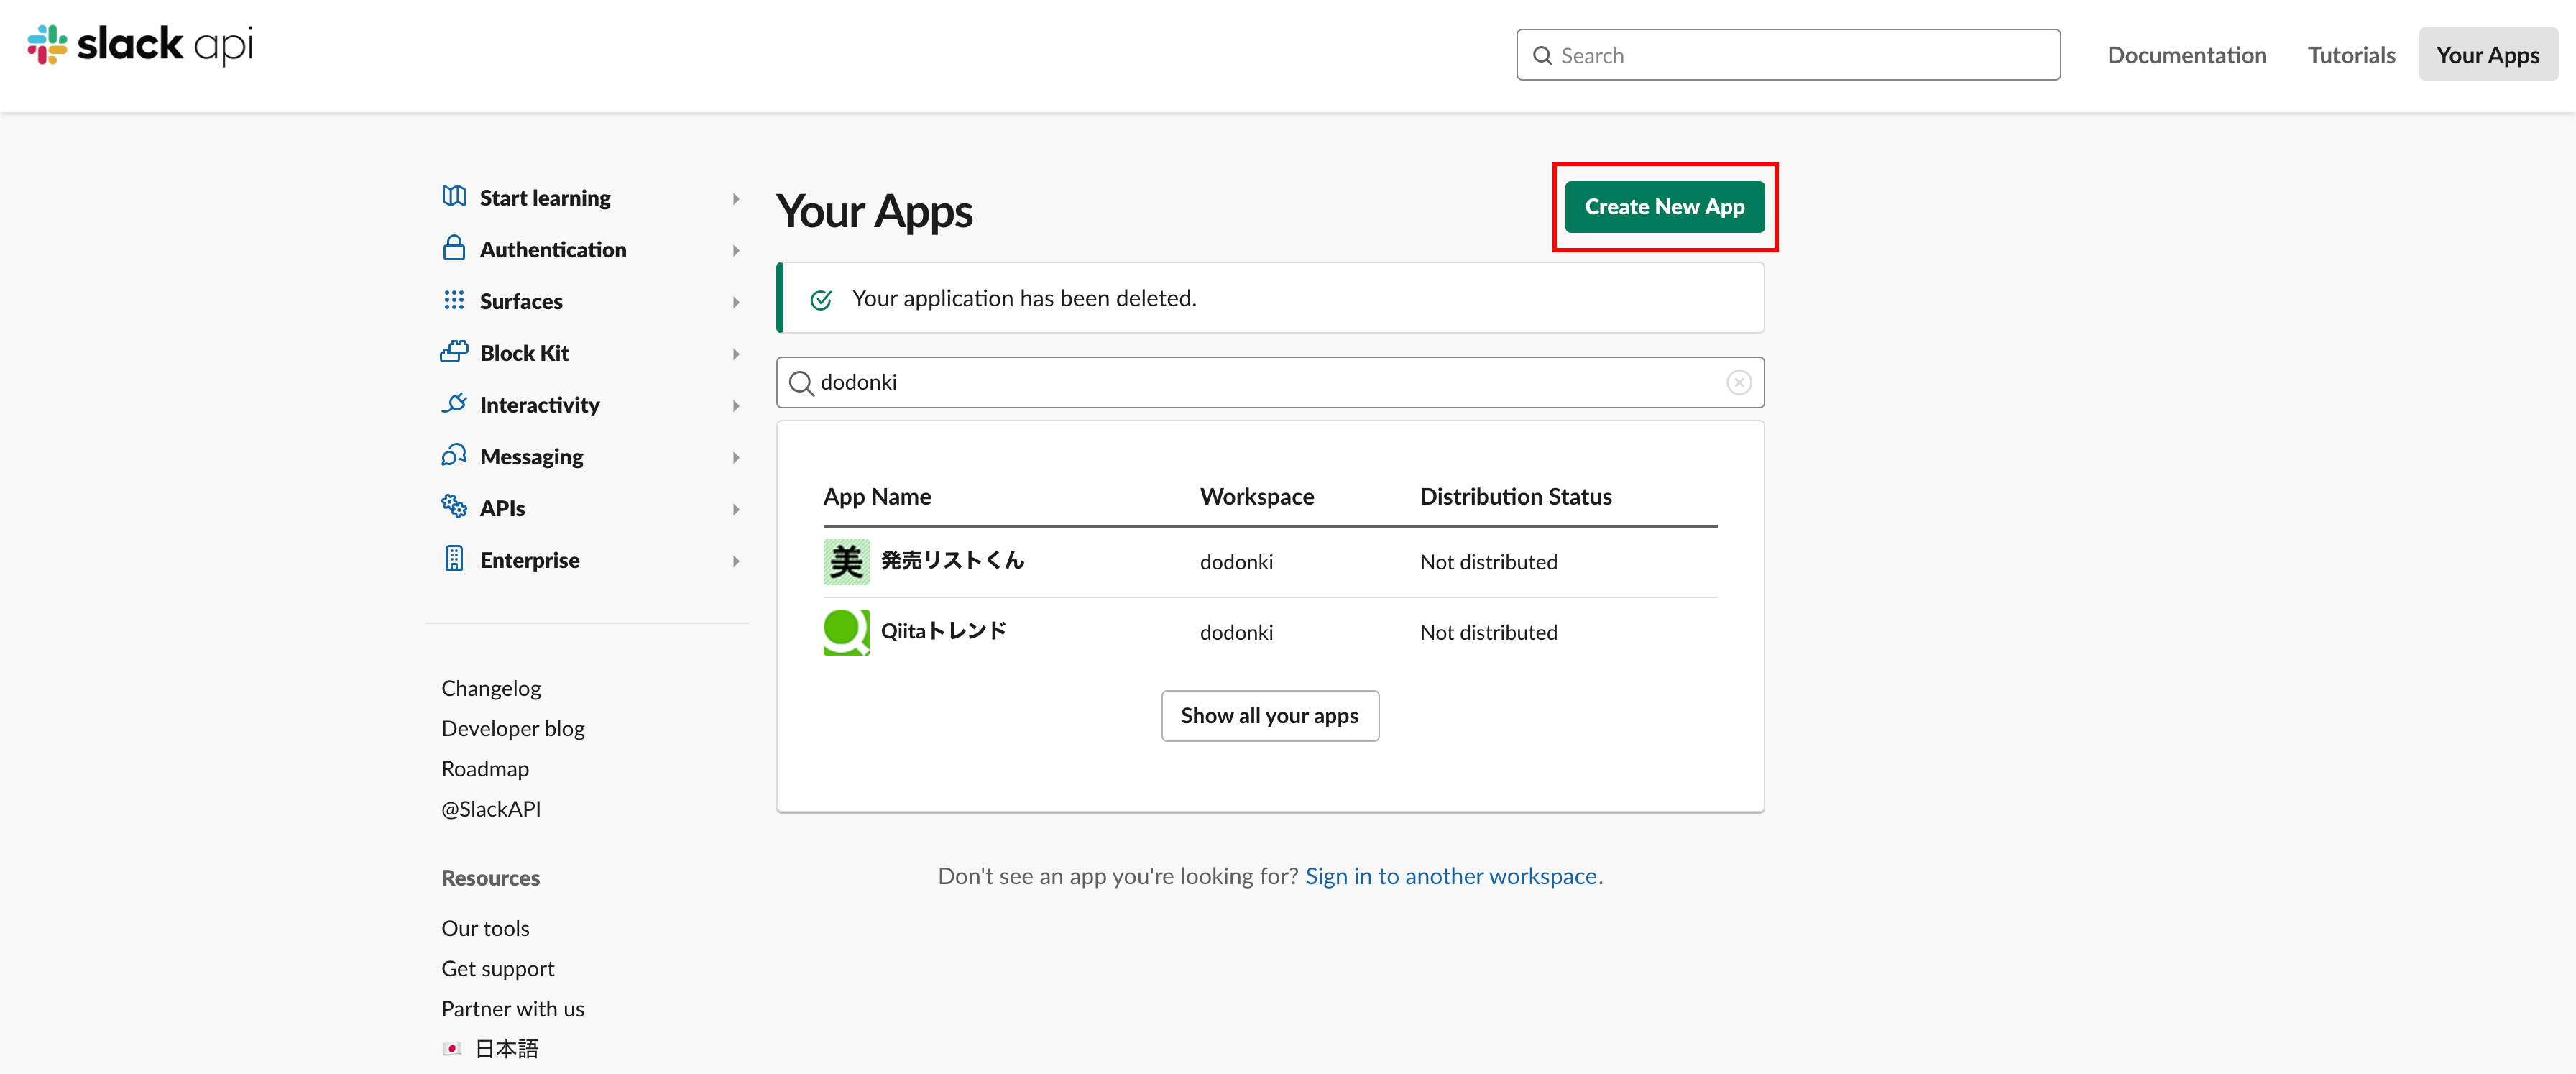 slack api
Search
Documentation
Tutorials
Your Apps
Start learning
Authentication
Surfaces
Block Kit
Interactivity
Messaging
APIs
Enterprise
Changelog
Developer blog
Roadmap
@SlackAPI
Resources
Our tools
Get support
Partner with us
日本語
Your Apps
Create New App
Your application has been deleted.
dodonki
App Name Workspace Distribution Status
美 発売リストくん dodonki Not distributed
Qiitaトレンド dodonki Not distributed
Show all your apps
Don't see an app you're looking for? Sign in to another workspace.